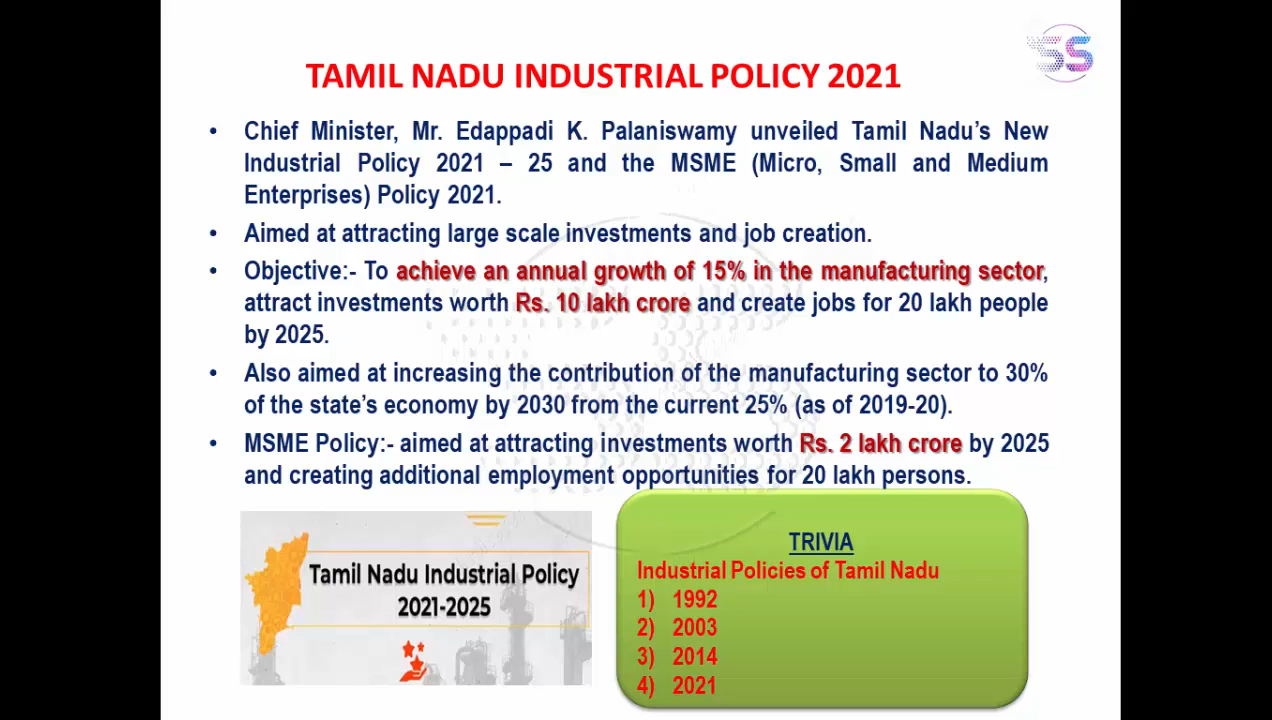 SS
TAMIL NADU INDUSTRIAL POLICY 2021
• Chief Minister, Mr. Edappadi K. Palaniswamy unveiled Tamil Nadu’s New
Industrial Policy 2021 – 25 and the MSME (Micro, Small and Medium
Enterprises) Policy 2021.
• Aimed at attracting large scale investments and job creation.
• Objective:- To achieve an annual growth of 15% in the manufacturing sector,
attract investments worth Rs. 10 lakh crore and create jobs for 20 lakh people
by 2025.
• Also aimed at increasing the contribution of the manufacturing sector to 30%
of the state’s economy by 2030 from the current 25% (as of 2019-20).
• MSME Policy:- aimed at attracting investments worth Rs. 2 lakh crore by 2025
and creating additional employment opportunities for 20 lakh persons.
Tamil Nadu Industrial Policy
2021-2025
TRIVIA
Industrial Policies of Tamil Nadu
1) 1992
2) 2003
3) 2014
4) 2021